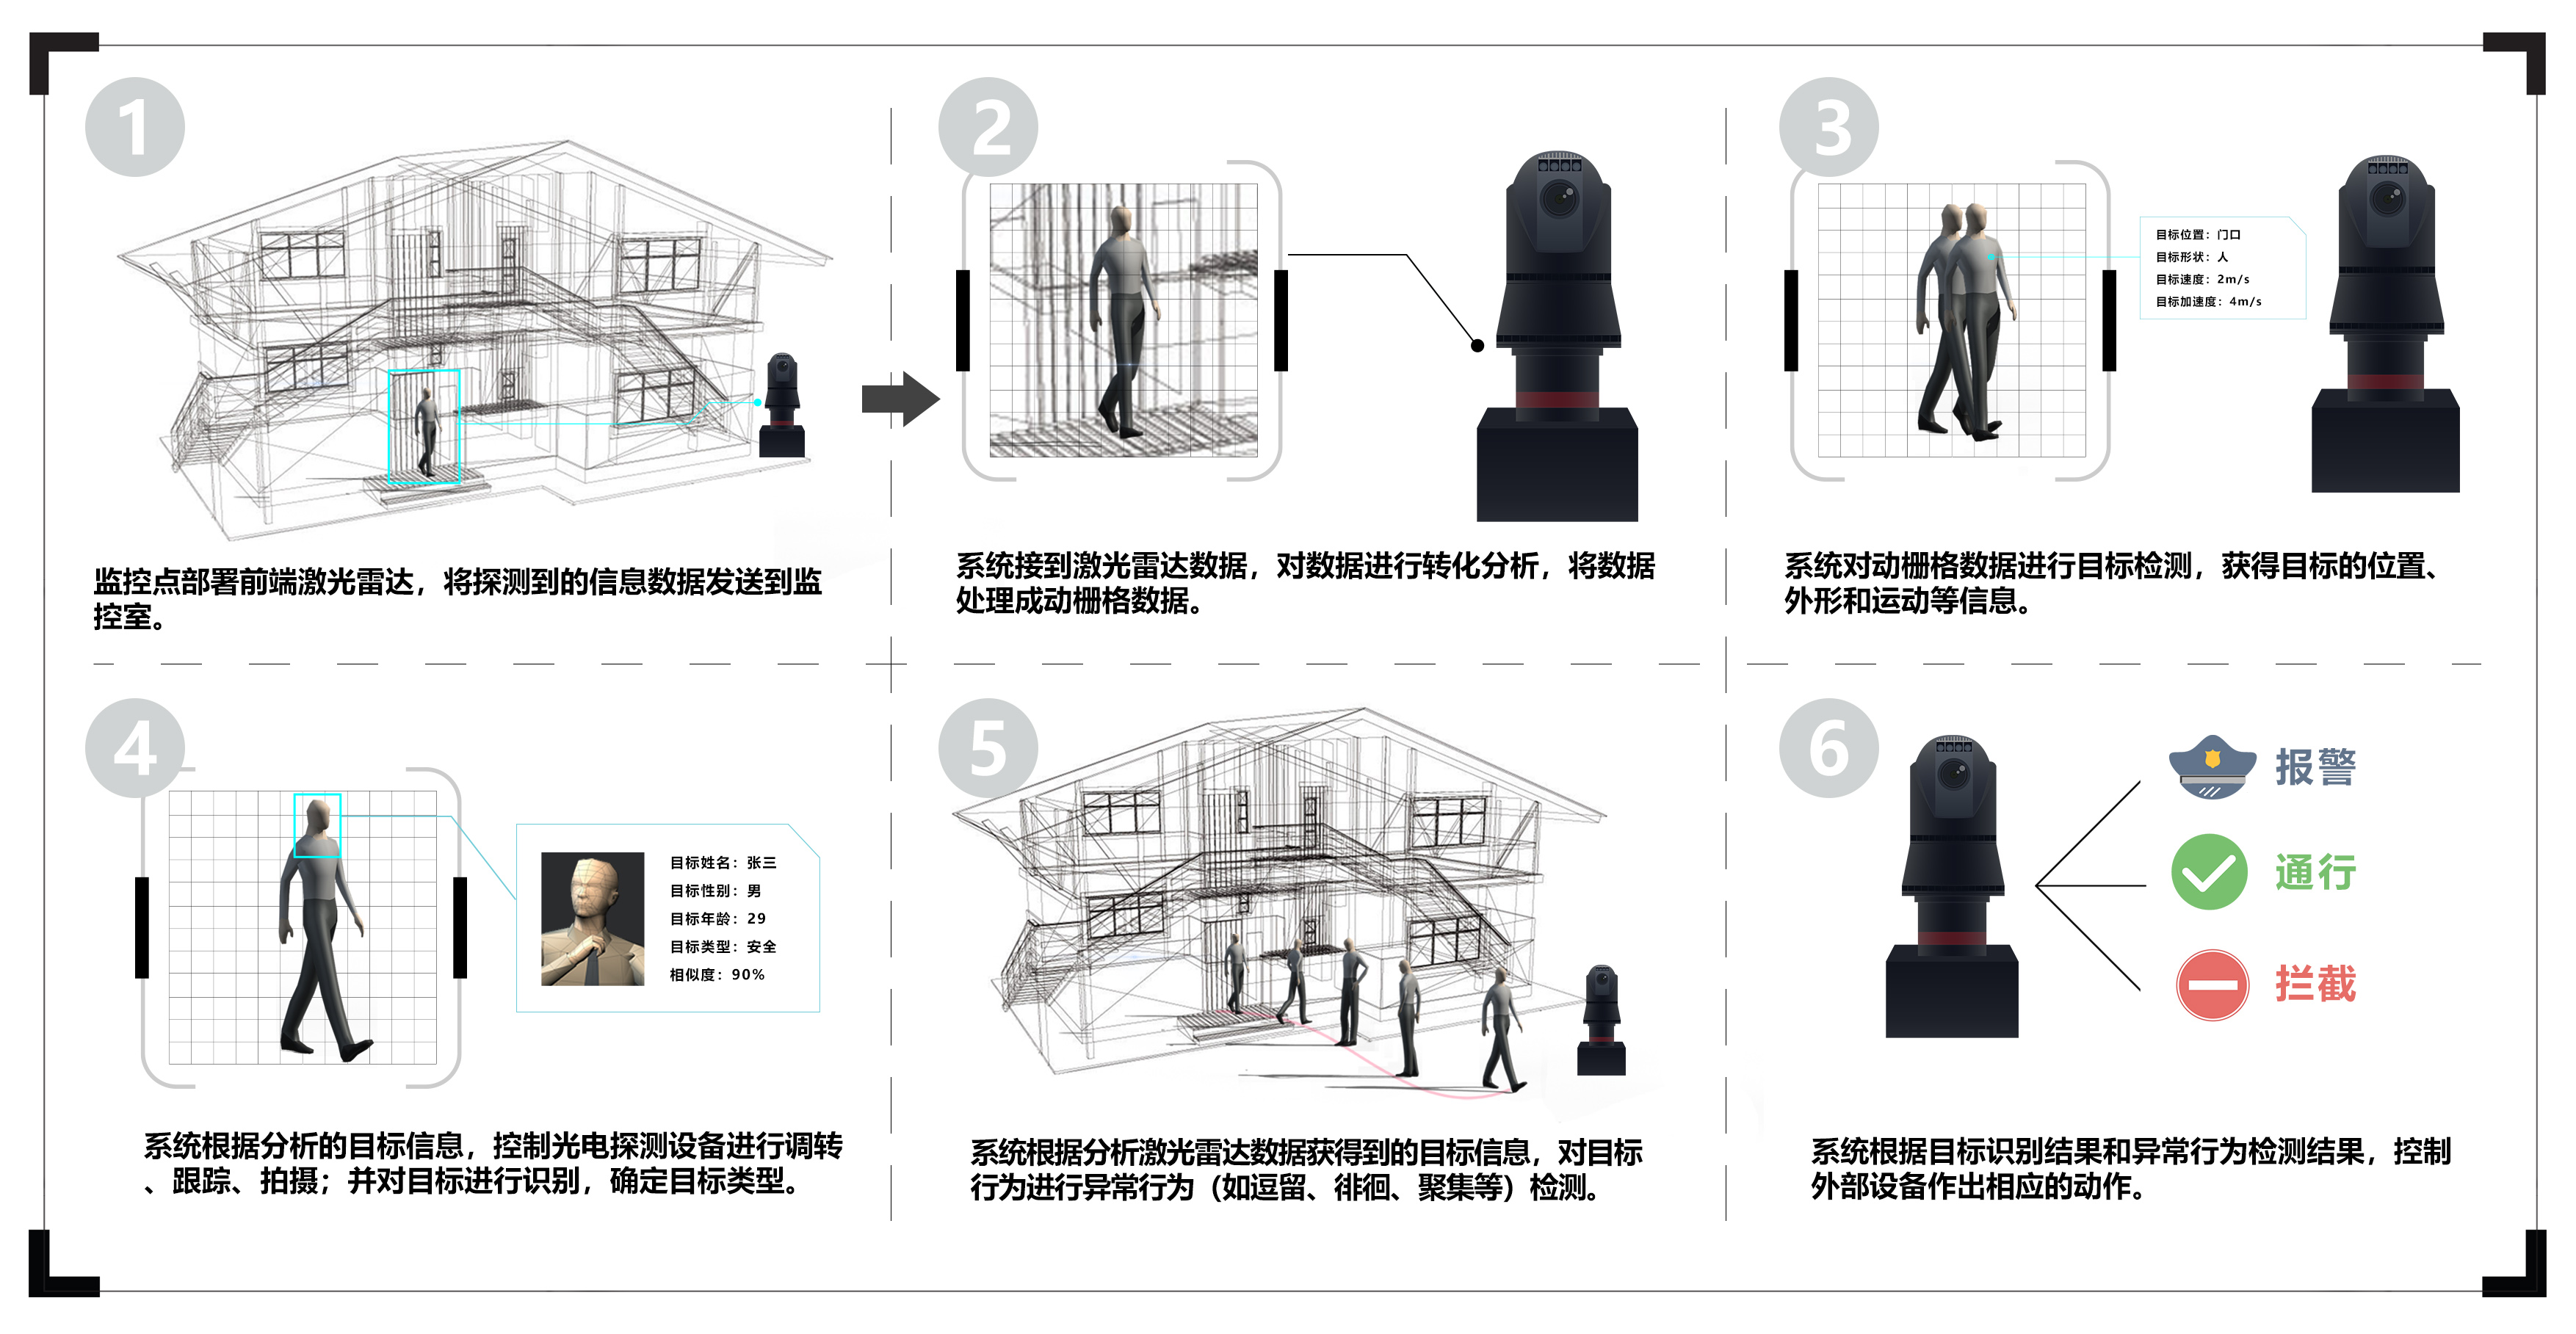 1
监控点部署前端激光雷达，将探测到的信息数据发送到监
控室。
2
系统接到激光雷达数据，对数据进行转化分析，将数据
处理成动栅格数据。
3
目标位置：门口
目标形状：人
目标速度：2m/s
目标加速度：4m/s
系统对动栅格数据进行目标检测，获得目标的位置、
外形和运动等信息。
4
目标姓名：张三
目标性别：男
目标年龄：29
目标类型：安全
相似度：90%
系统根据分析的目标信息，控制光电探测设备进行调转
、跟踪、拍摄；并对目标进行识别，确定目标类型。
5
系统根据分析激光雷达数据获得到的目标信息，对目标
行为进行异常行为（如逗留、徘徊、聚集等）检测。
6
报警
通行
拦截
系统根据目标识别结果和异常行为检测结果，控制
外部设备作出相应的动作。